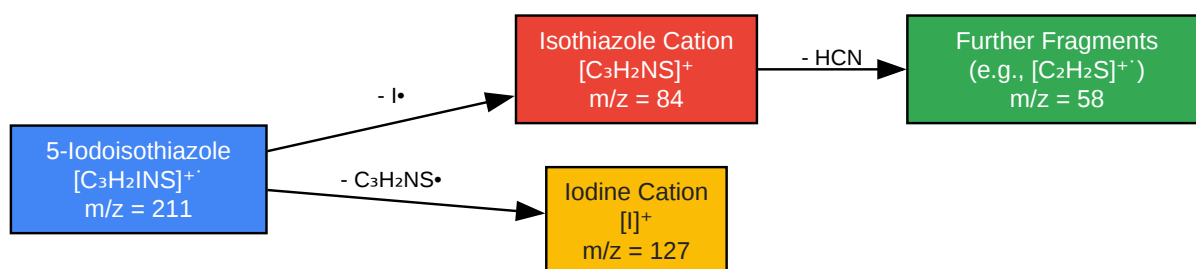 Isothiazole Cation
[C₃H₂NS]⁺
m/z = 84
- HCN
Further Fragments
(e.g., [C₂H₂S]⁺˙)
m/z = 58
- I•
5-Iodoisothiazole
[C₃H₂INS]⁺˙
m/z = 211
- C₃H₂NS•
Iodine Cation
[I]⁺
m/z = 127